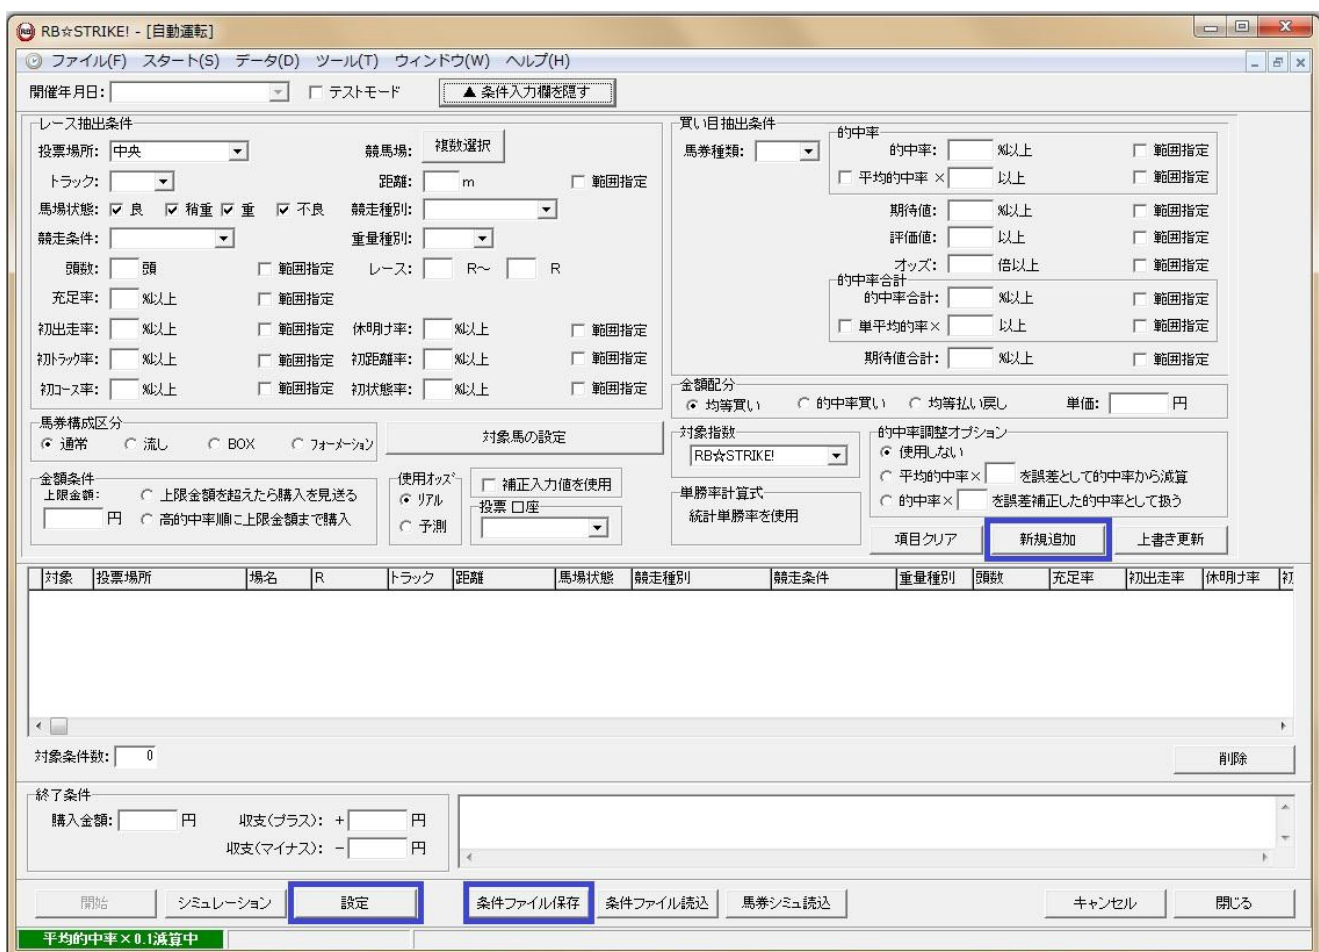 RB☆STRIKE! - [自動運転]
ファイル(F) スタート(S) データ(D) ツール(T) ウィンドウ(W) ヘルプ(H)
開催年月日: テストモード ▲条件入力欄を隠す
レース抽出条件
投票場所: 中央 競馬場: 複数選択
トラック: 距離: m 範囲指定
馬場状態: 良 稍重 重 不良 競走種別:
競走条件: 重量種別:
頭数: 頭 範囲指定 レース: R～ R
充足率: %以上 範囲指定
初出走率: %以上 範囲指定 休明け率: %以上 範囲指定
初トラック率: %以上 範囲指定 初距離率: %以上 範囲指定
初コース率: %以上 範囲指定 初状態率: %以上 範囲指定
買い目抽出条件
馬券種類:
的中率
的中率: %以上 範囲指定
平均的中率 × 以上 範囲指定
期待値: %以上 範囲指定
評価値: 以上 範囲指定
オッズ: 倍以上 範囲指定
的中率合計
的中率合計: %以上 範囲指定
単平均的率× 以上 範囲指定
期待値合計: %以上 範囲指定
馬券構成区分
通常 流し BOX フォーメーション
対象馬の設定
金額配分
均等買い 的中率買い 均等払い戻し 単価: 円
金額条件
上限金額: 円
上限金額を超えたら購入を見送る
高的中率順に上限金額まで購入
使用オッズ
リアル
予測
補正入力値を使用
投票口座
対象指数
RB☆STRIKE!
単勝率計算式
統計単勝率を使用
的中率調整オプション
使用しない
平均的中率× を誤差として的中率から減算
的中率× を誤差補正した的中率として扱う
項目クリア 新規追加 上書き更新
対象 投票場所 場名 R トラック 距離 馬場状態 競走種別 競走条件 重量種別 頭数 充足率 初出走率 休明け率 初
対象条件数: 0 削除
終了条件
購入金額: 円 収支(プラス): + 円
収支(マイナス): − 円
開始 シミュレーション 設定 条件ファイル保存 条件ファイル読込 馬券シミュ読込 キャンセル 閉じる
平均的中率×0.1減算中